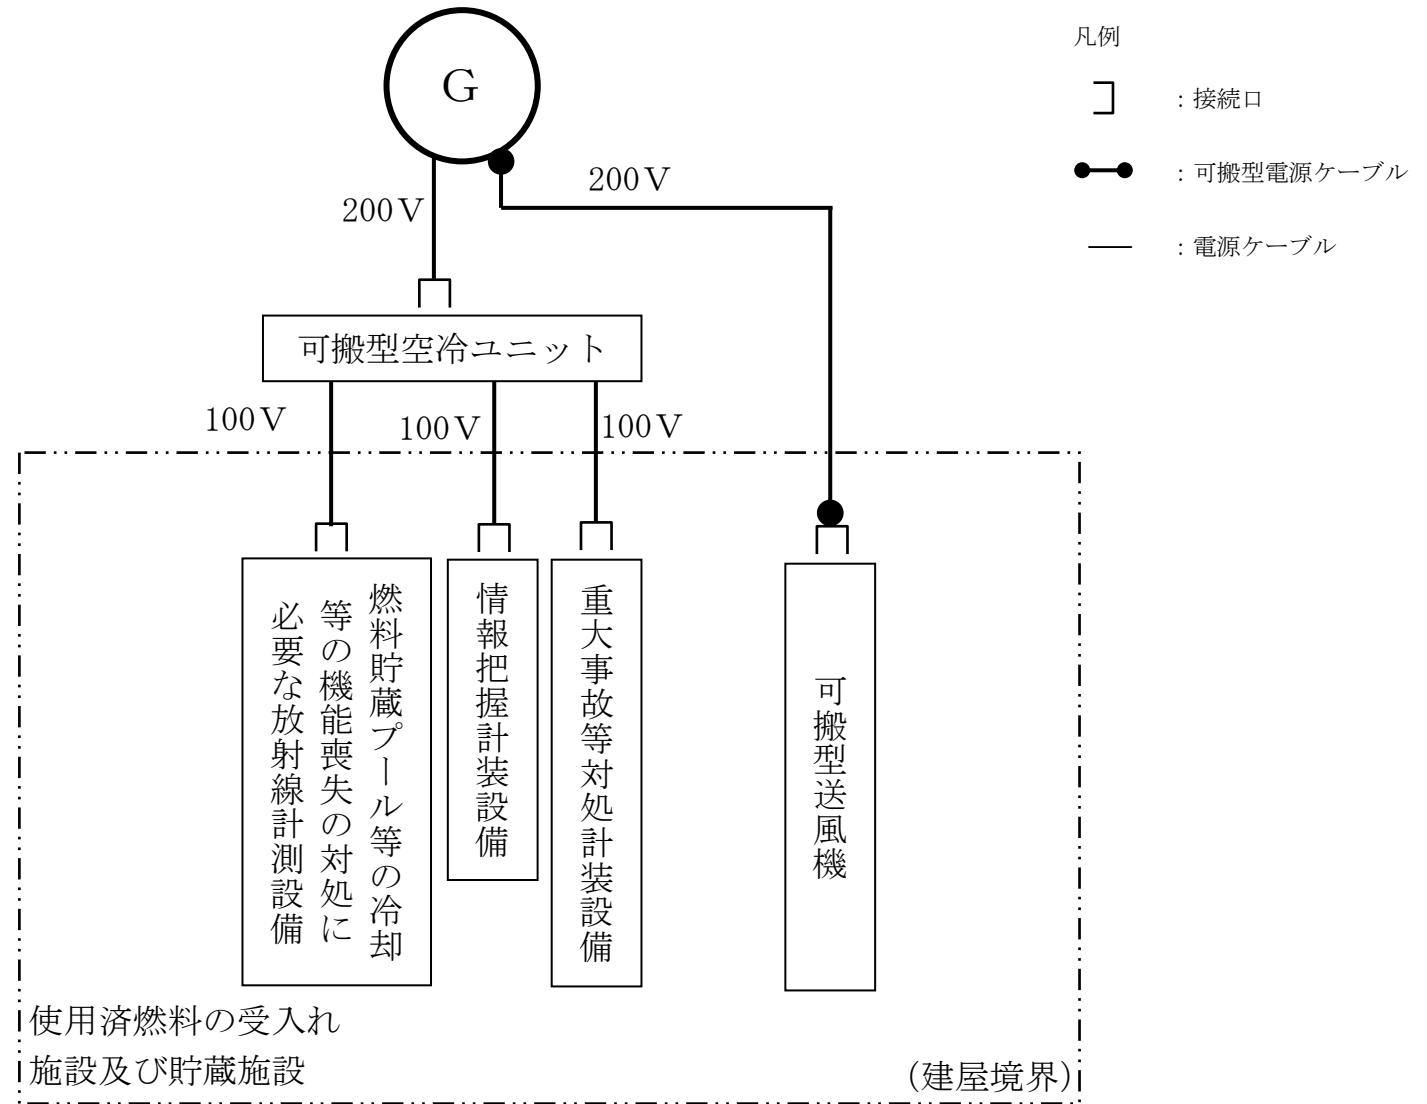 G
凡例
：接続口
：可搬型電源ケーブル
：電源ケーブル
200V
200V
可搬型空冷ユニット
100V
100V
100V
燃料貯蔵プール等の冷却
等の機能喪失の対処に
必要な放射線計測設備
情報把握計装設備
重大事故等対処計装設備
可搬型送風機
使用済燃料の受入れ
施設及び貯蔵施設
（建屋境界）